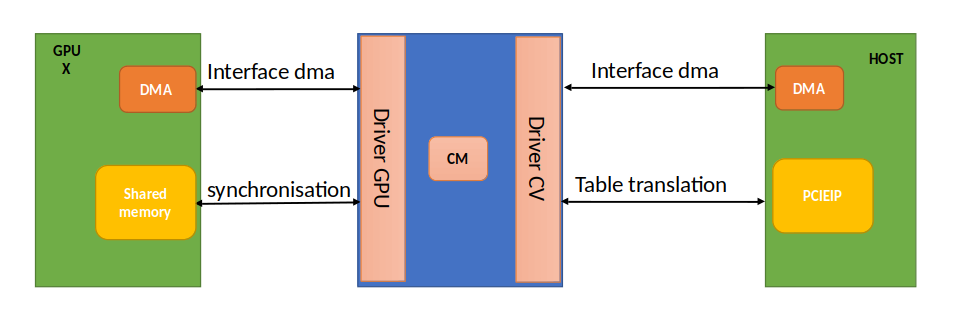 GPU
X
DMA
Interface dma
Shared
memory
synchronisation
Driver GPU
CM
Driver CV
Interface dma
Table translation
HOST
DMA
PCIEIP